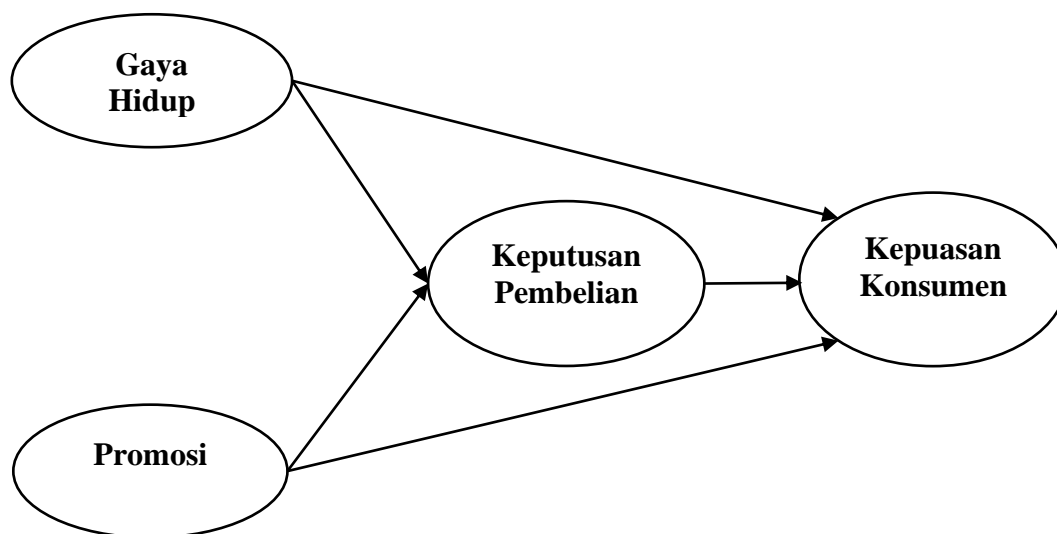 Gaya
Hidup
Keputusan
Pembelian
Kepuasan
Konsumen
Promosi